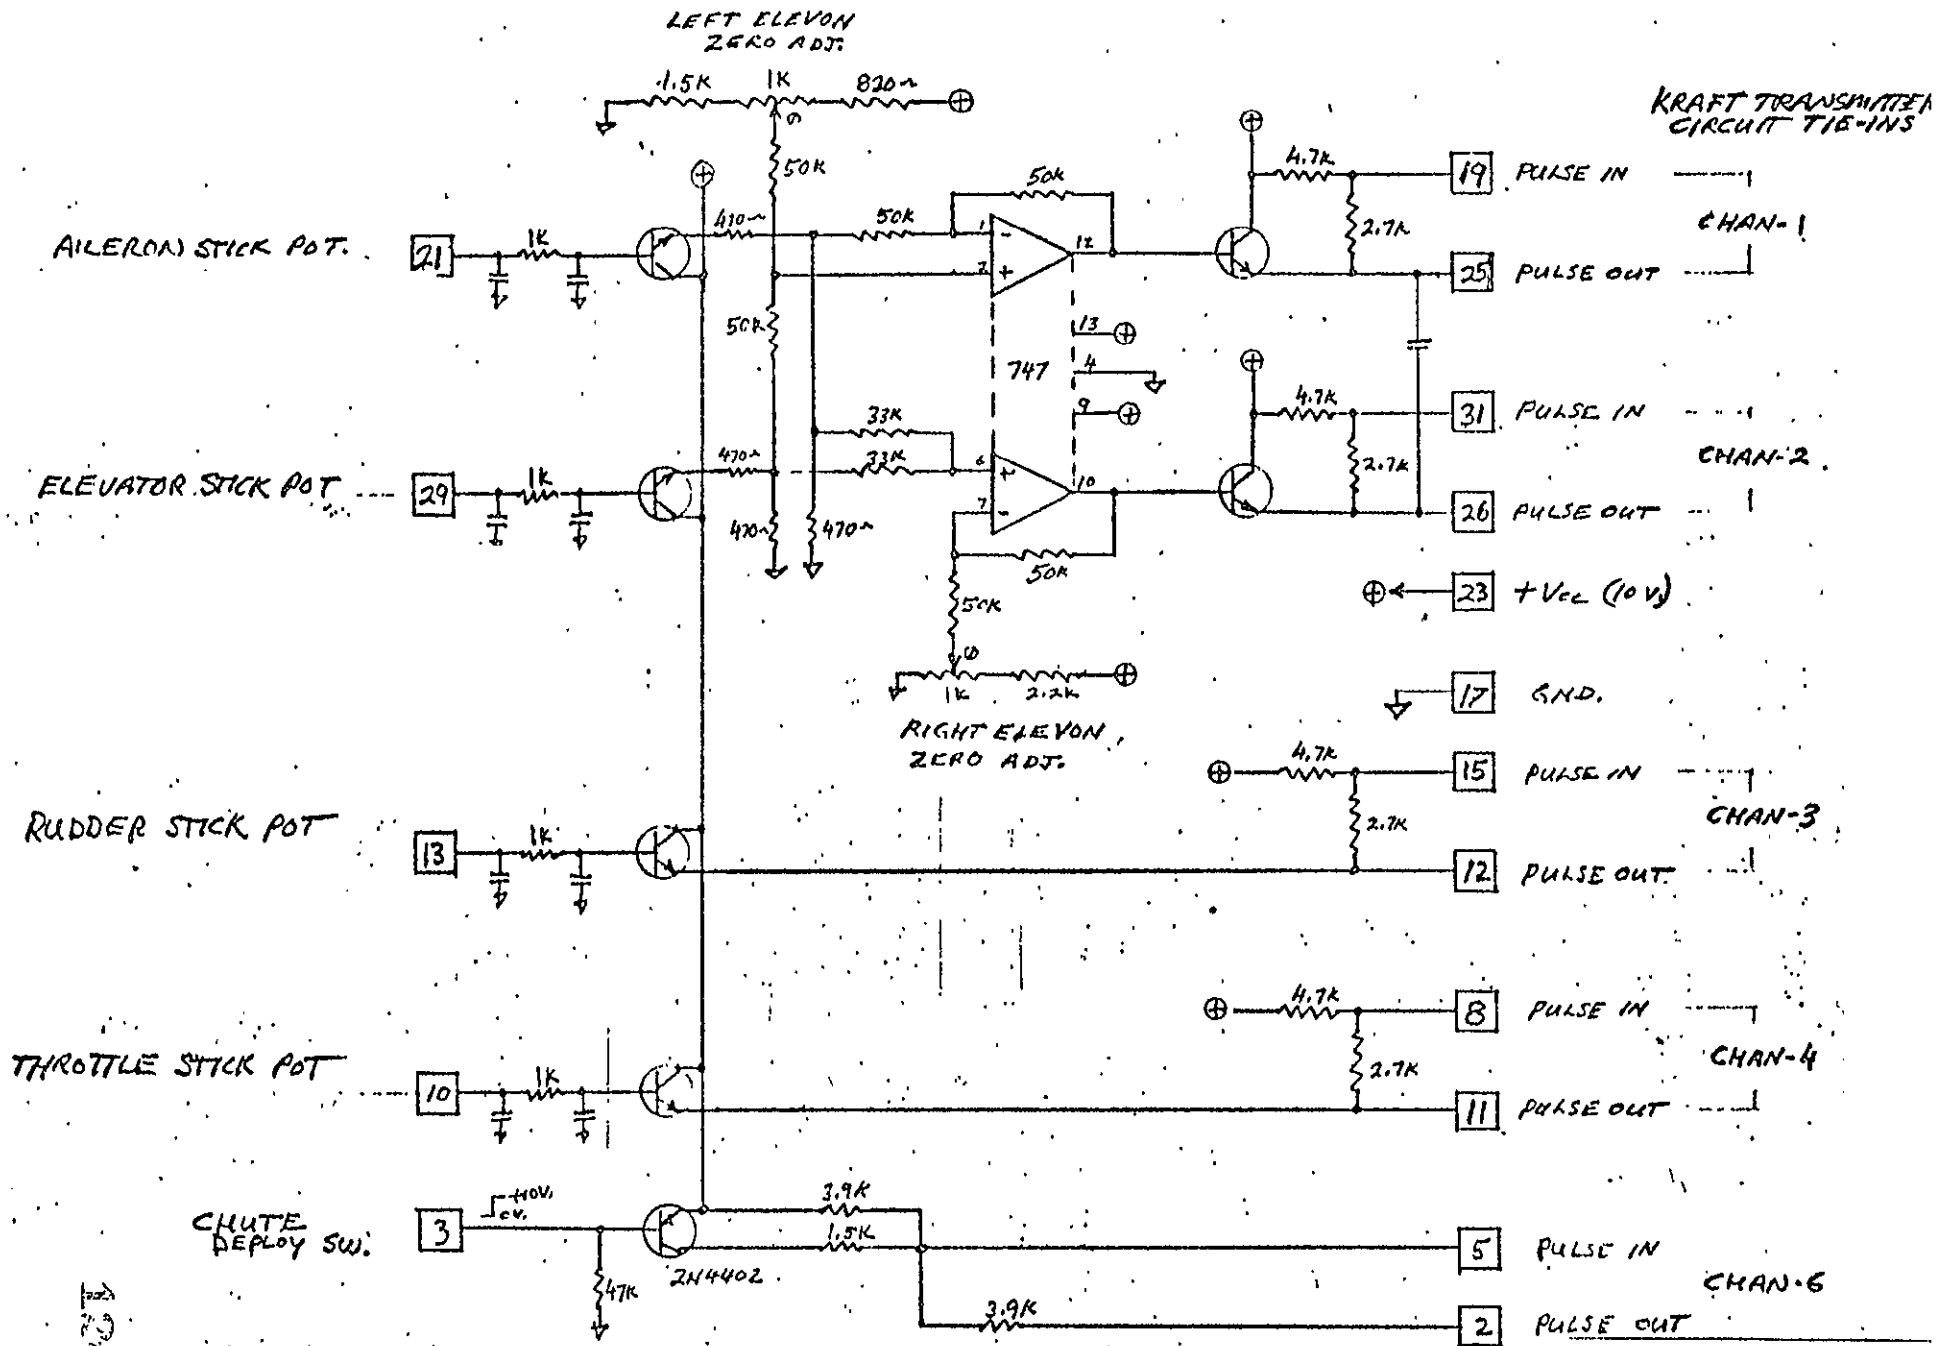 LEFT ELEVON
ZERO ADJ.
1.5K 1K 820~
KRAFT TRANSMITTER
CIRCUIT TIE-INS
50K
4.7K
19 PULSE IN
2.7K
CHAN-1
AILERON STICK POT. 21 1K
470~ 50K 50K
1 2 - + 12
25 PULSE OUT
50K
13
747
4
9
4.7K
31 PULSE IN
33K
2.7K
CHAN-2
ELEVATOR STICK POT 29 1K
470~ 33K
6 7 + - 10
26 PULSE OUT
470~ 470~
50K
50K
23 +Vcc (10 V)
1K 2.2K
17 GND.
RIGHT ELEVON
ZERO ADJ.
4.7K
15 PULSE IN
2.7K
CHAN-3
RUDDER STICK POT 13 1K
12 PULSE OUT
4.7K
8 PULSE IN
2.7K
CHAN-4
THROTTLE STICK POT 10 1K
11 PULSE OUT
CHUTE
DEPLOY SW. 3
+10V.
0V.
3.9K
1.5K
5 PULSE IN
47K
2N4402
CHAN-6
3.9K
2 PULSE OUT